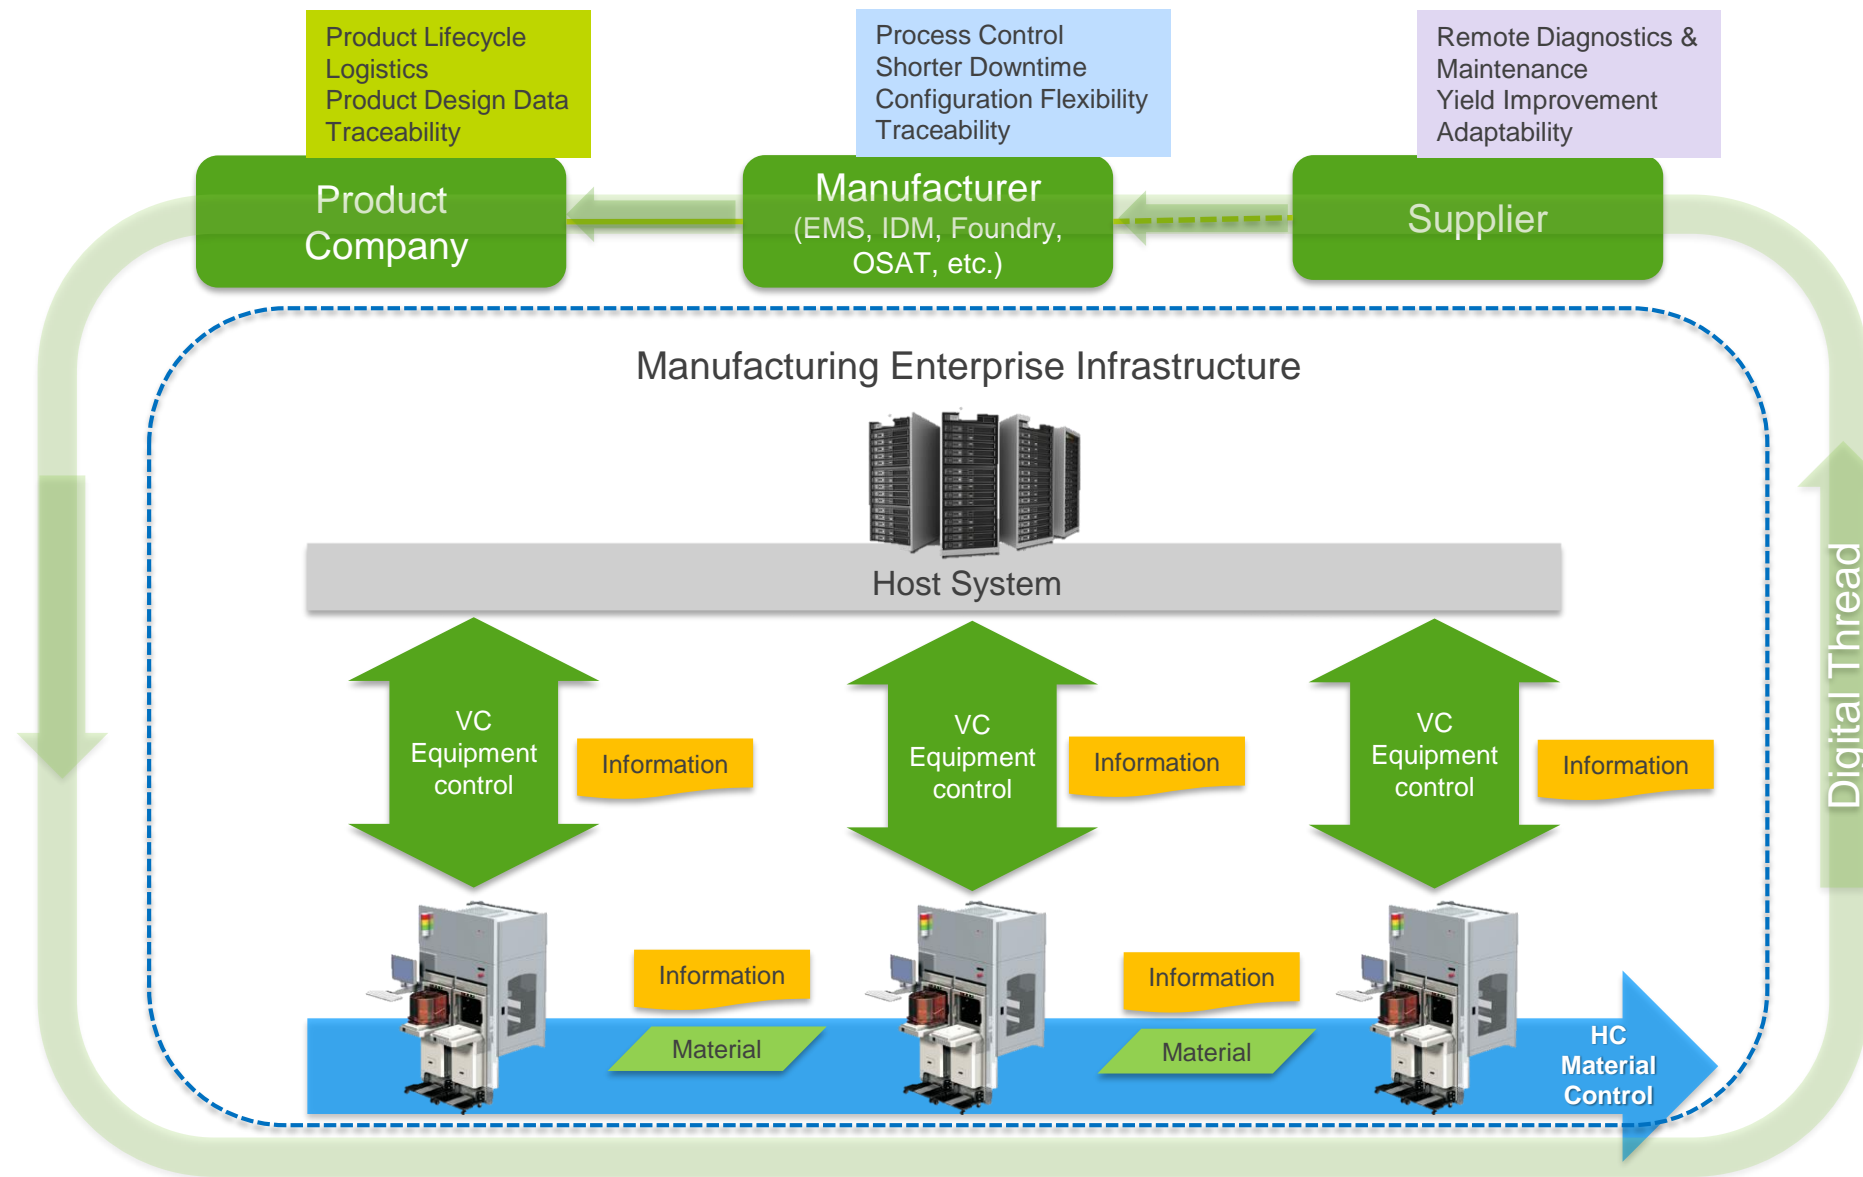 Product Lifecycle
Logistics
Product Design Data
Traceability
Process Control
Shorter Downtime
Configuration Flexibility
Traceability
Remote Diagnostics &
Maintenance
Yield Improvement
Adaptability
Product
Company
Manufacturer
(EMS, IDM, Foundry,
OSAT, etc.)
Supplier
Manufacturing Enterprise Infrastructure
Host System
VC
Equipment
control
Information
VC
Equipment
control
Information
VC
Equipment
control
Information
Digital Thread
Information
Information
Material
Material
HC
Material
Control